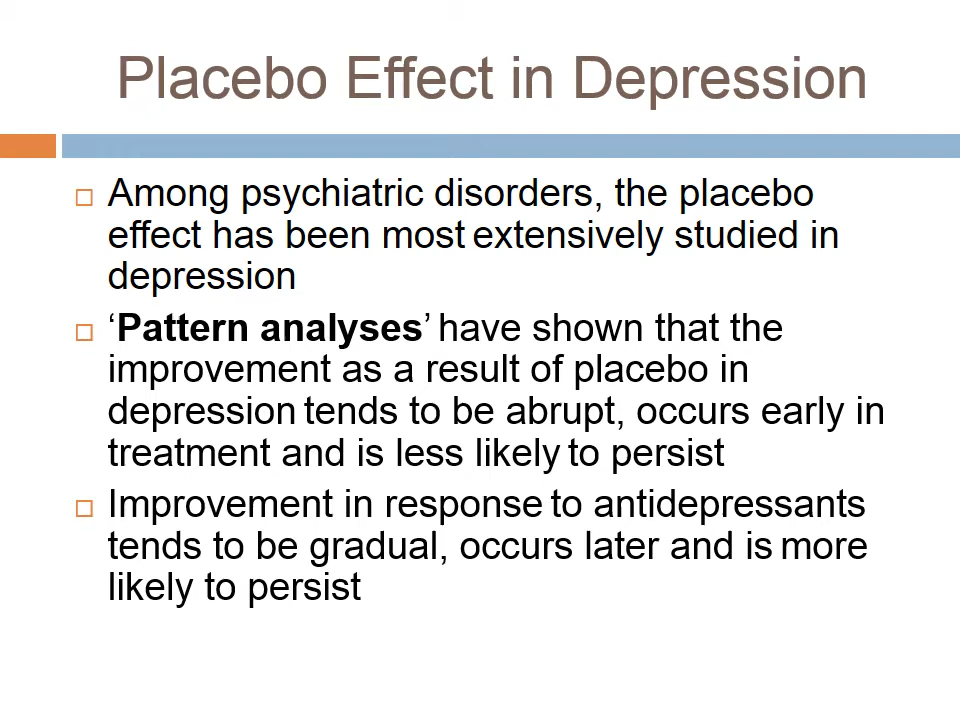 Placebo Effect in Depression
Among psychiatric disorders, the placebo
effect has been most extensively studied in
depression
‘Pattern analyses’ have shown that the
improvement as a result of placebo in
depression tends to be abrupt, occurs early in
treatment and is less likely to persist
Improvement in response to antidepressants
tends to be gradual, occurs later and is more
likely to persist